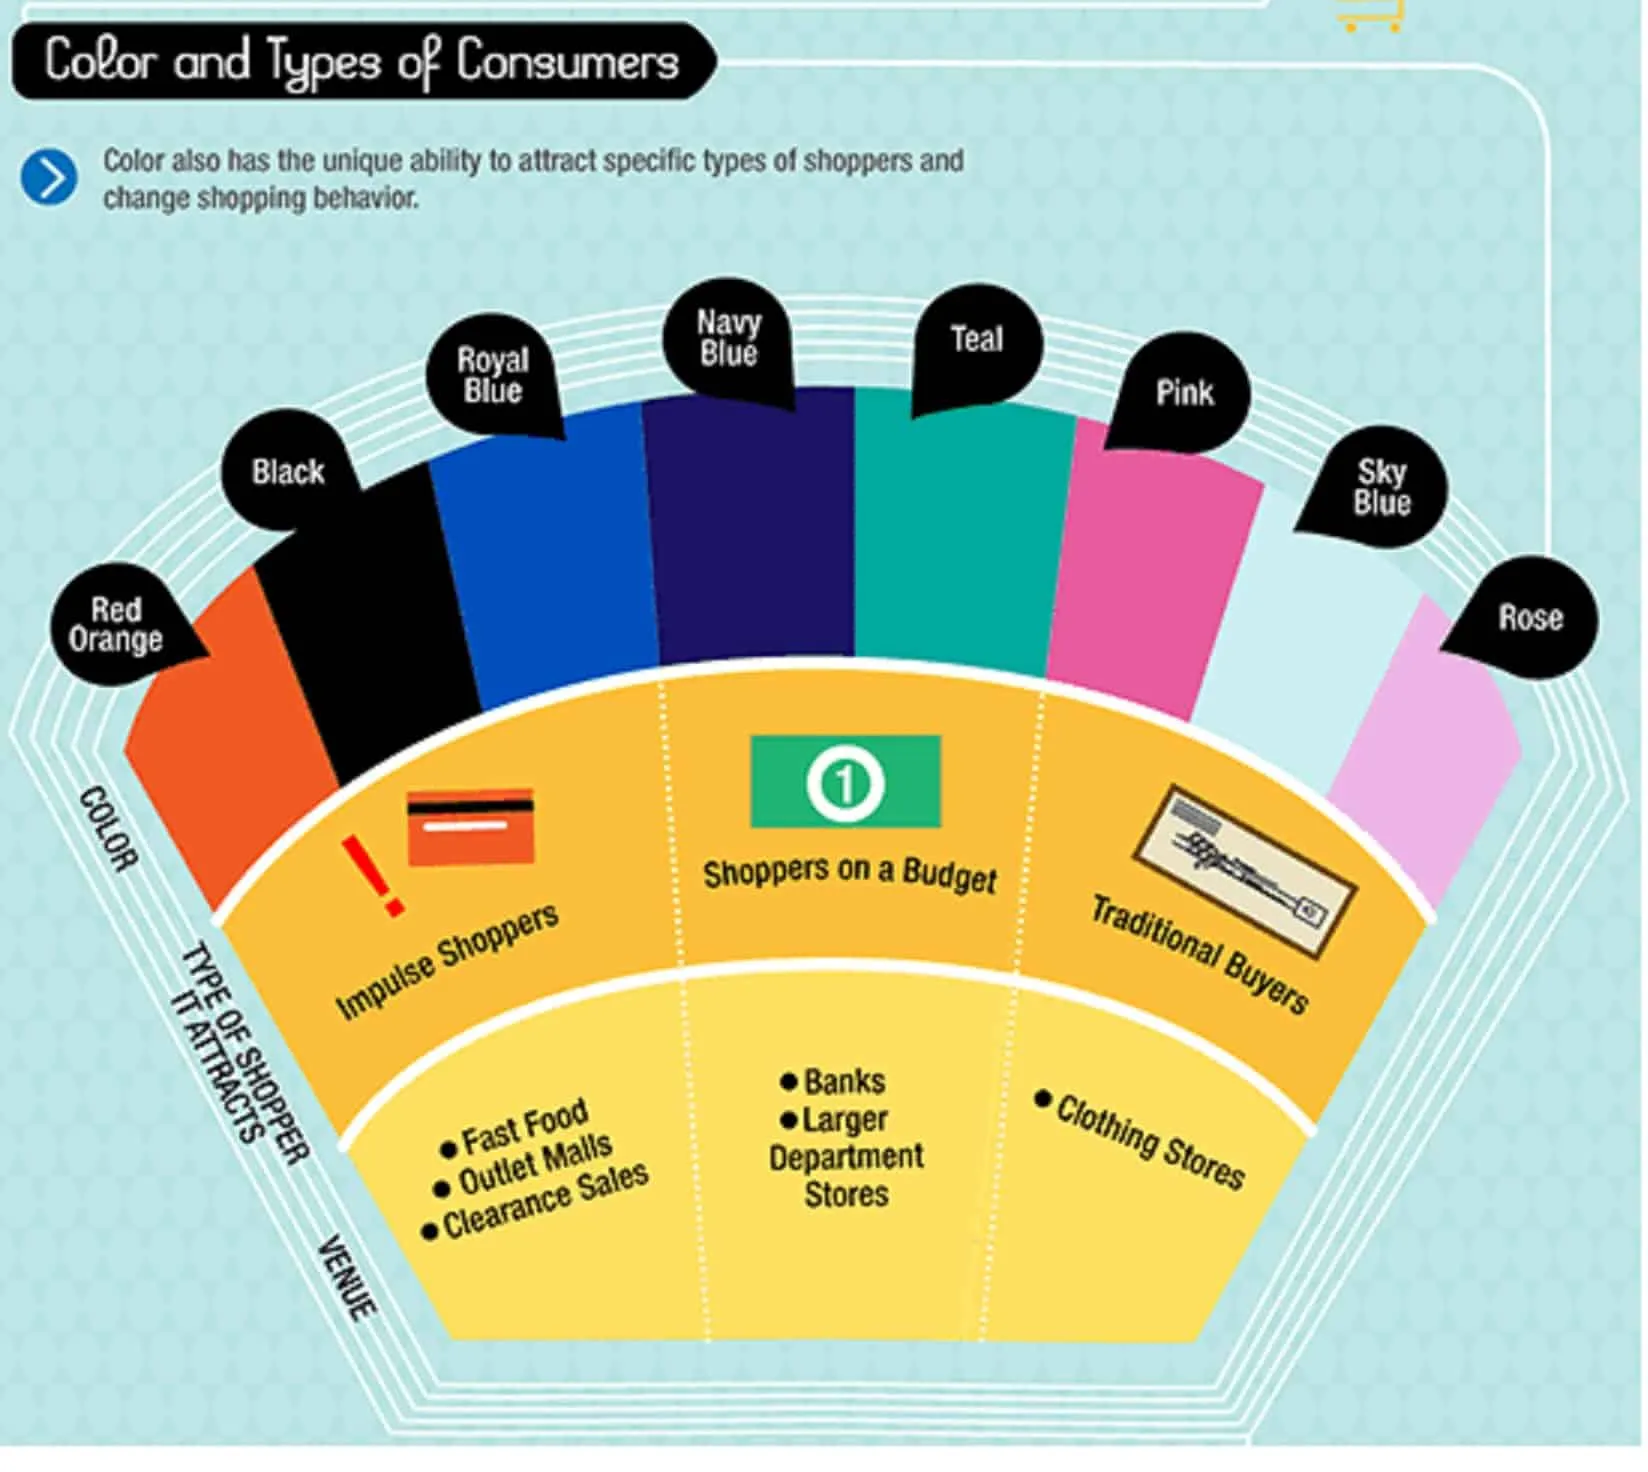 Color and Types of Consumers
Color also has the unique ability to attract specific types of shoppers and
change shopping behavior.
Red
Orange
Black
Royal
Blue
Navy
Blue
Teal
Pink
Sky
Blue
Rose
COLOR
TYPE OF SHOPPER
IT ATTRACTS
VENUE
Impulse Shoppers
1
Shoppers on a Budget
Traditional Buyers
● Fast Food
● Outlet Malls
● Clearance Sales
● Banks
● Larger
Department
Stores
● Clothing Stores